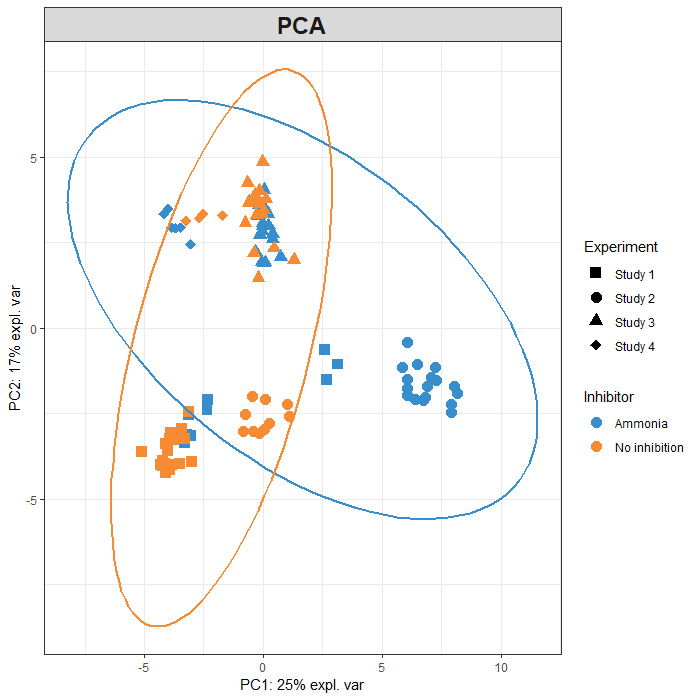 PCA
5
0
-5
PC2: 17% expl. var
-5
0
5
10
PC1: 25% expl. var
Experiment
Study 1
Study 2
Study 3
Study 4
Inhibitor
Ammonia
No inhibition